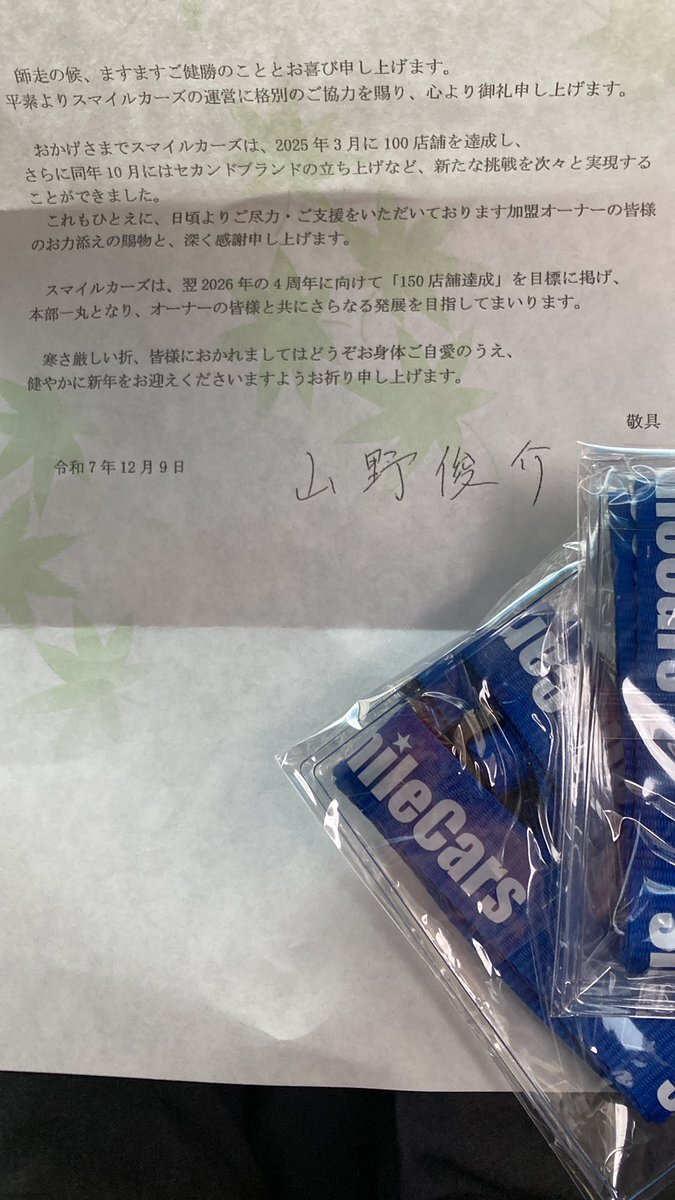 師走の候、ますますご健勝のこととお喜び申し上げます。
平素よりスマイルカーズの運営に格別のご協力を賜り、心より御礼申し上げます。
おかげさまでスマイルカーズは、2025年3月に100店舗を達成し、
さらに同年10月にはセカンドブランドの立ち上げなど、新たな挑戦を次々と実現する
ことができました。
これもひとえに、日頃よりご尽力・ご支援をいただいております加盟オーナーの皆様
のお力添えの賜物と、深く感謝申し上げます。
スマイルカーズは、翌2026年の4周年に向けて「150店舗達成」を目標に掲げ、
本部一丸となり、オーナーの皆様と共にさらなる発展を目指してまいります。
寒さ厳しい折、皆様におかれましてはどうぞお身体ご自愛のうえ、
健やかに新年をお迎えくださいますようお祈り申し上げます。
敬具
令和7年12月9日
山野俊介
mileCars